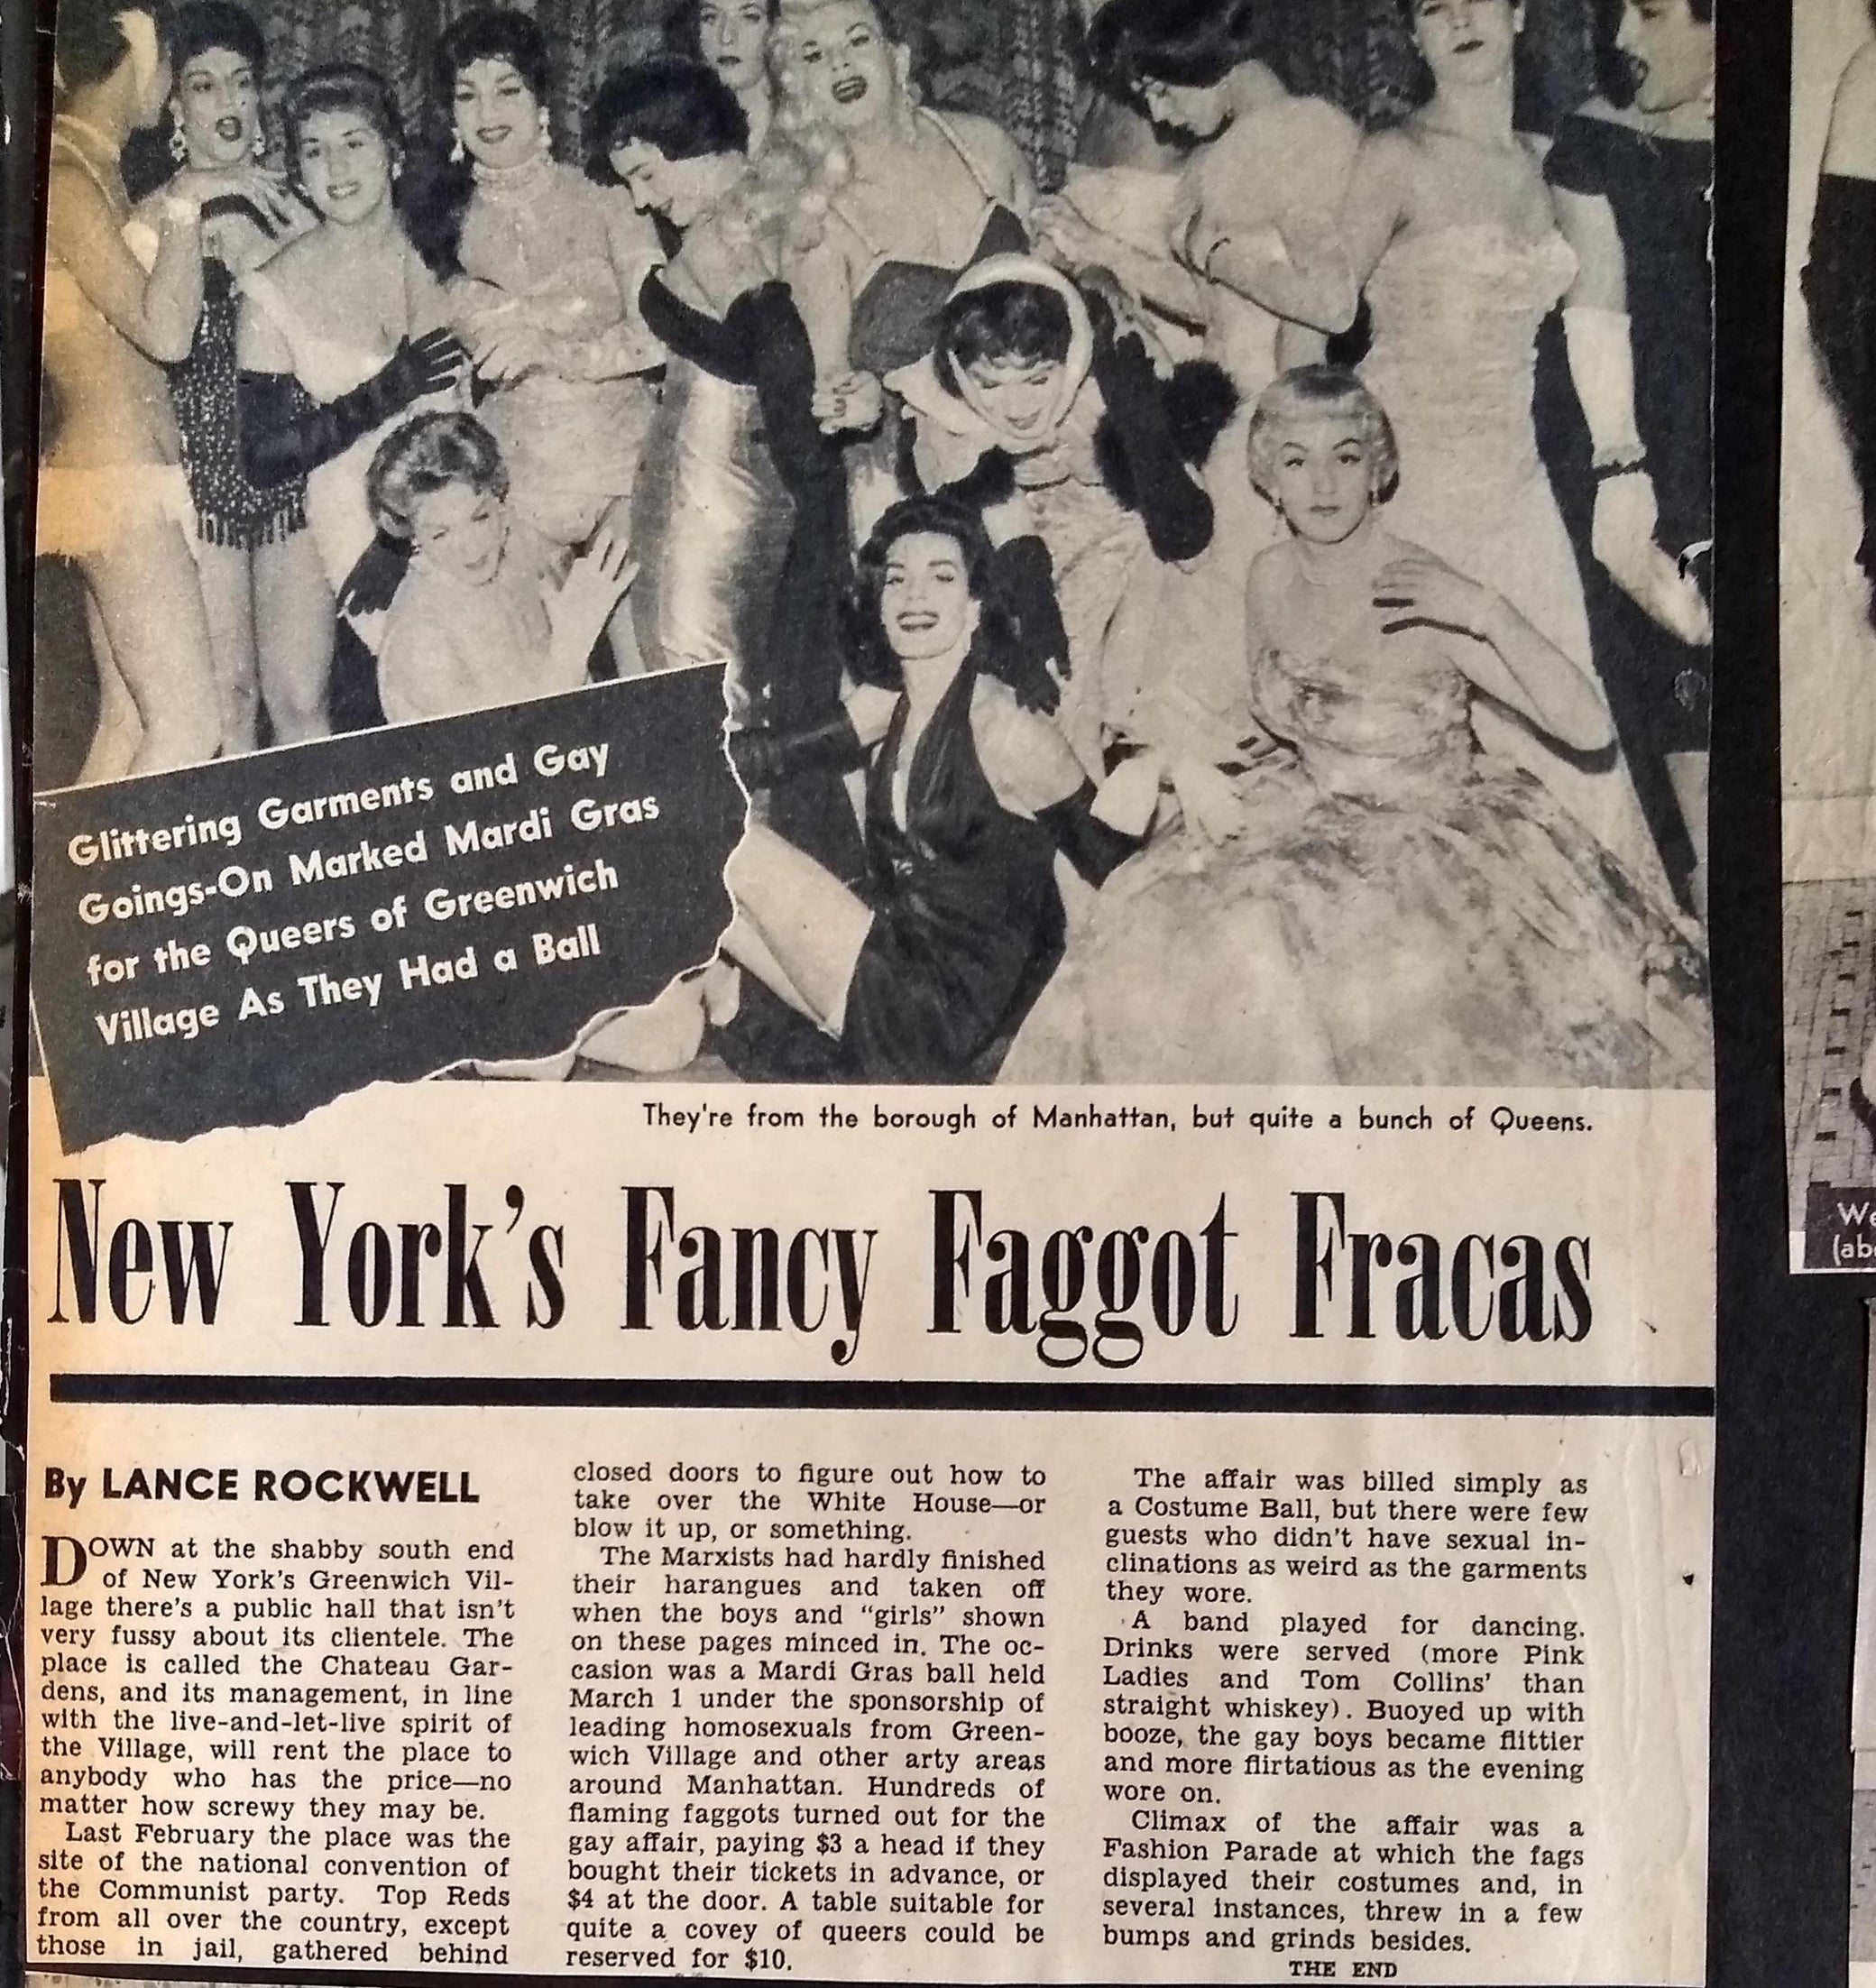 Glittering Garments and Gay
Goings-On Marked Mardi Gras
for the Queers of Greenwich
Village As They Had a Ball
They're from the borough of Manhattan, but quite a bunch of Queens.
New York's Fancy Faggot Fracas
By LANCE ROCKWELL
DOWN at the shabby south end
of New York's Greenwich Vil-
lage there's a public hall that isn't
very fussy about its clientele. The
place is called the Chateau Gar-
dens, and its management, in line
with the live-and-let-live spirit of
the Village, will rent the place to
anybody who has the price—no
matter how screwy they may be.
Last February the place was the
site of the national convention of
the Communist party. Top Reds
from all over the country, except
those in jail, gathered behind
closed doors to figure out how to
take over the White House—or
blow it up, or something.
The Marxists had hardly finished
their harangues and taken off
when the boys and "girls" shown
on these pages minced in. The oc-
casion was a Mardi Gras ball held
March 1 under the sponsorship of
leading homosexuals from Green-
wich Village and other arty areas
around Manhattan. Hundreds of
flaming faggots turned out for the
gay affair, paying $3 a head if they
bought their tickets in advance, or
$4 at the door. A table suitable for
quite a covey of queers could be
reserved for $10.
The affair was billed simply as
a Costume Ball, but there were few
guests who didn't have sexual in-
clinations as weird as the garments
they wore.
A band played for dancing.
Drinks were served (more Pink
Ladies and Tom Collins' than
straight whiskey). Buoyed up with
booze, the gay boys became flittier
and more flirtatious as the evening
wore on.
Climax of the affair was a
Fashion Parade at which the fags
displayed their costumes and, in
several instances, threw in a few
bumps and grinds besides.
THE END
We
(ab